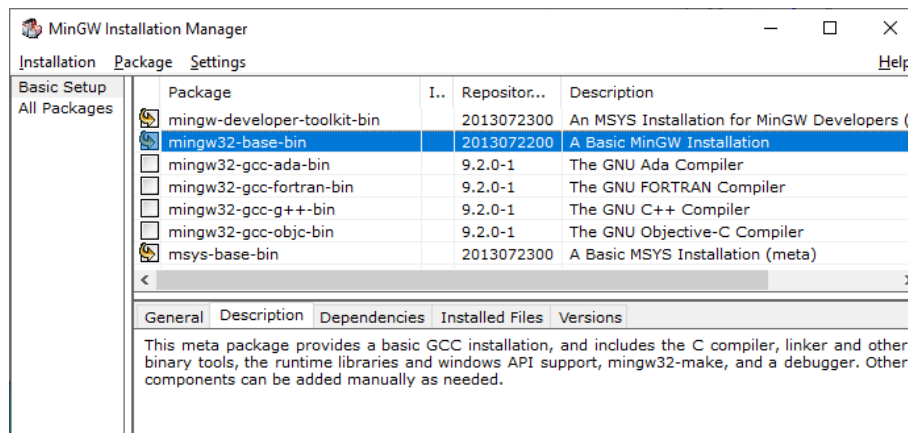 MinGW Installation Manager
Installation Package Settings Help
Basic Setup
All Packages
Package I.. Repositor... Description
mingw-developer-toolkit-bin 2013072300 An MSYS Installation for MinGW Developers (
mingw32-base-bin 2013072200 A Basic MinGW Installation
mingw32-gcc-ada-bin 9.2.0-1 The GNU Ada Compiler
mingw32-gcc-fortran-bin 9.2.0-1 The GNU FORTRAN Compiler
mingw32-gcc-g++-bin 9.2.0-1 The GNU C++ Compiler
mingw32-gcc-objc-bin 9.2.0-1 The GNU Objective-C Compiler
msys-base-bin 2013072300 A Basic MSYS Installation (meta)
General Description Dependencies Installed Files Versions
This meta package provides a basic GCC installation, and includes the C compiler, linker and other
binary tools, the runtime libraries and windows API support, mingw32-make, and a debugger. Other
components can be added manually as needed.